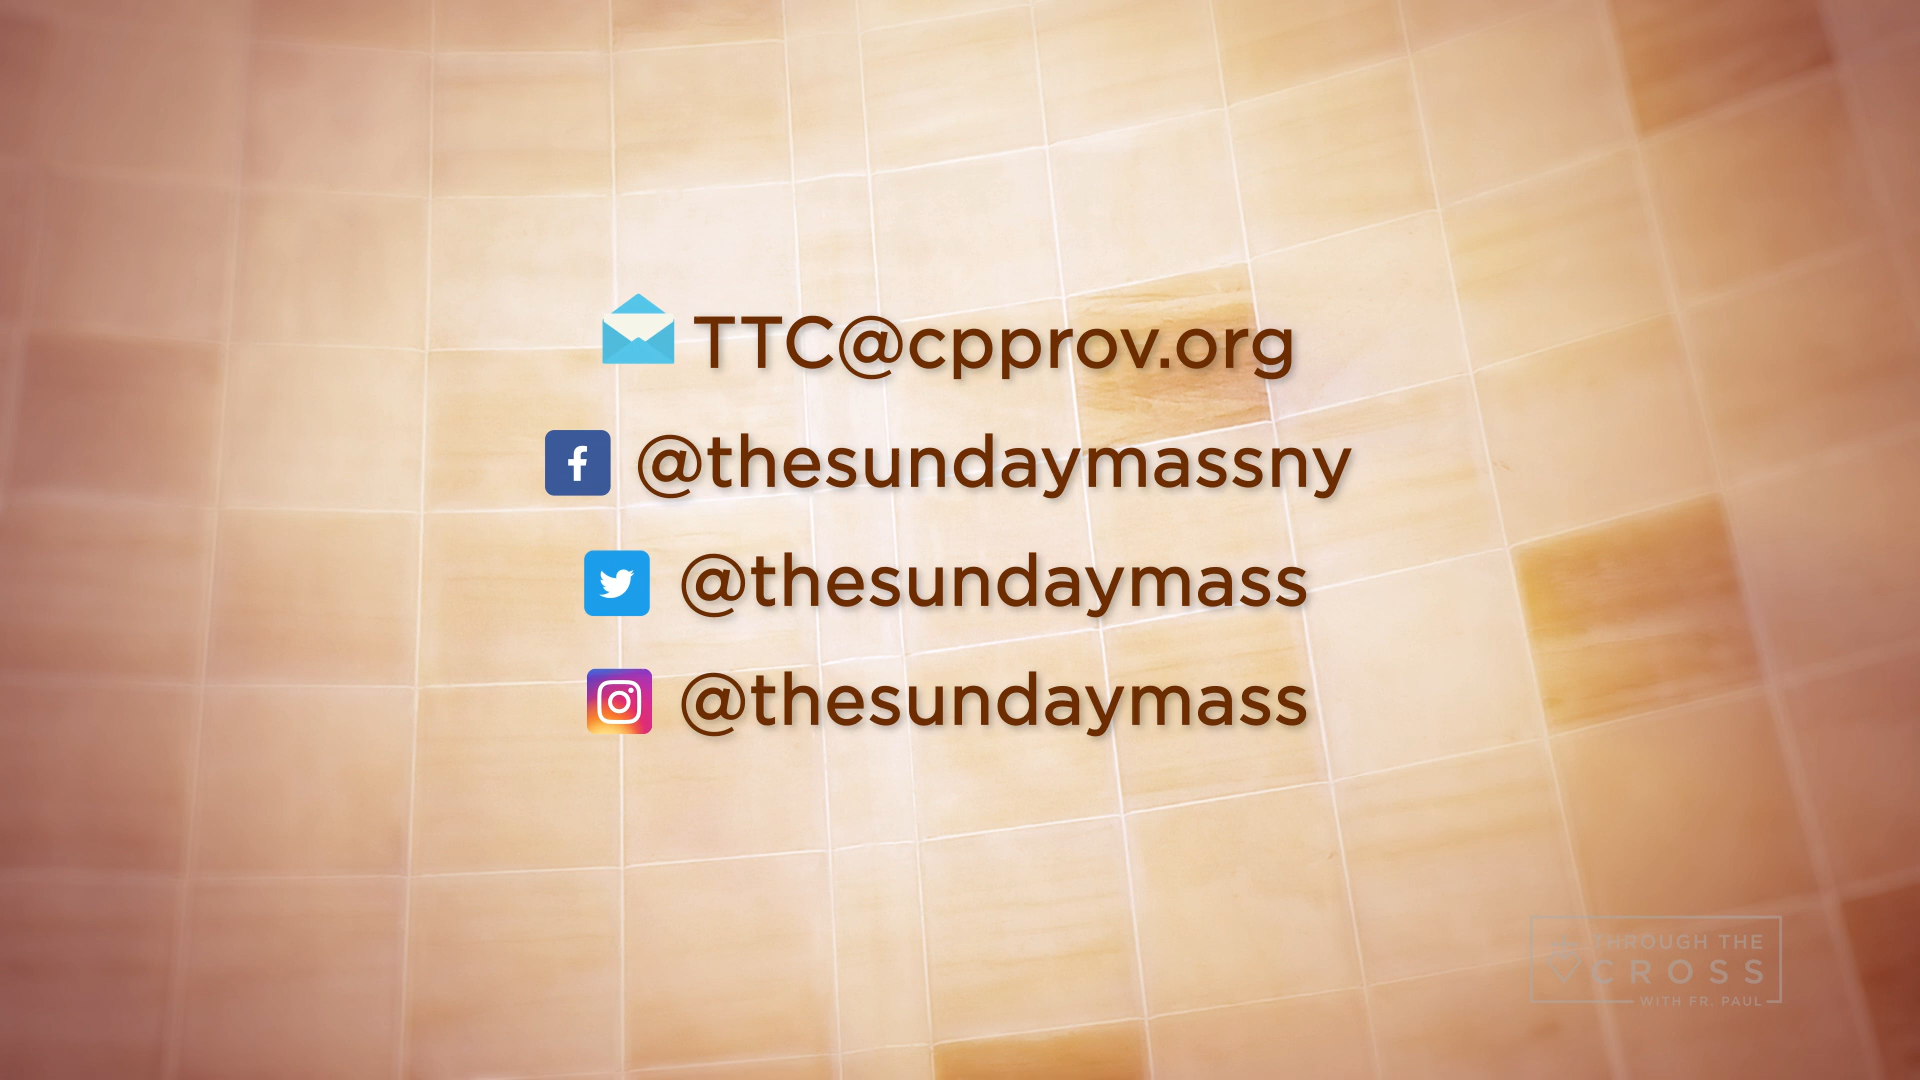 TTC@cpprov.org
@thesundaymassny
@thesundaymass
@thesundaymass
THROUGH THE
CROSS
WITH FR. PAUL